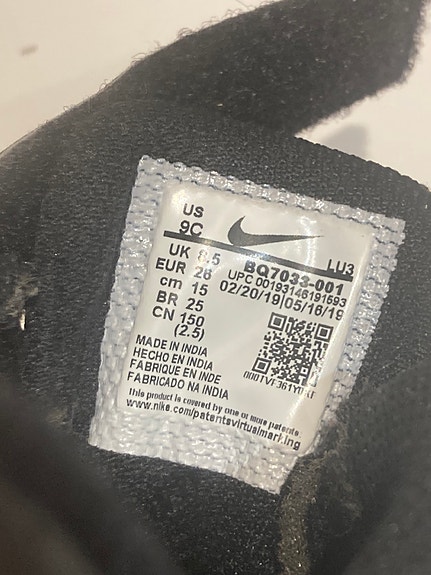 US
9C
LU3
UK 8.5
EUR 26
cm 15
BR 25
CN 150
(2.5)
BQ7033-001
UPC 00193146191693
02/20/19 05/16/19
MADE IN INDIA
HECHO EN INDIA
FABRIQUE EN INDE
FABRICADO NA INDIA
This product is covered by one or more patents
www.nike.com/patentsvirtualmarking